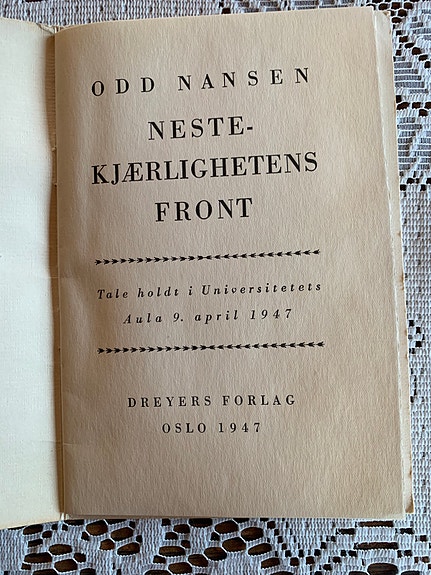 ODD NANSEN
NESTE-
KJÆRLIGHETENS
FRONT
Tale holdt i Universitetets
Aula 9. april 1947
DREYERS FORLAG
OSLO 1947